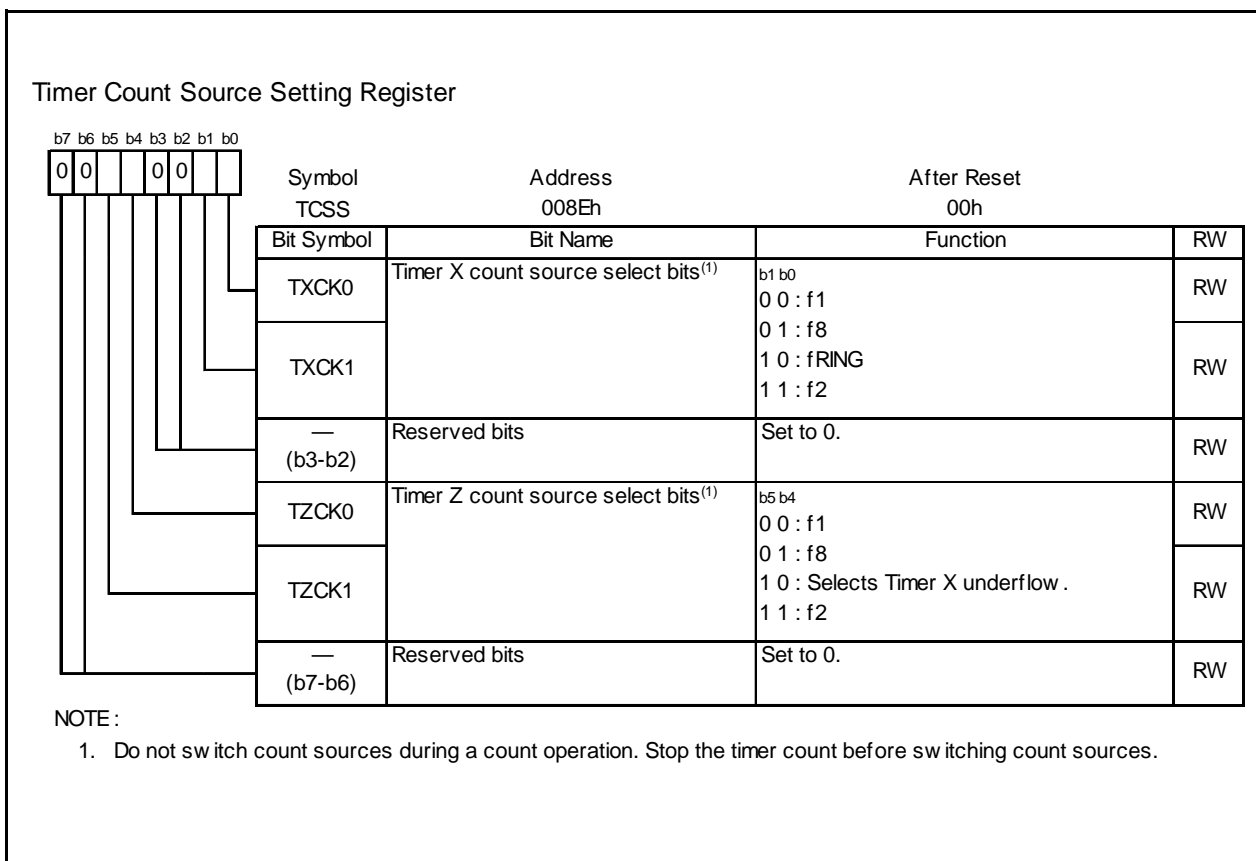 Timer Count Source Setting Register
b7 b6 b5 b4 b3 b2 b1 b0
0 0 0 0
Symbol Address After Reset
TCSS 008Eh 00h
Bit Symbol Bit Name Function RW
TXCK0 Timer X count source select bits(1) b1 b0 RW
0 0 : f1
0 1 : f8
TXCK1 1 0 : fRING RW
1 1 : f2
— Reserved bits Set to 0. RW
(b3-b2)
TZCK0 Timer Z count source select bits(1) b5 b4 RW
0 0 : f1
0 1 : f8
TZCK1 1 0 : Selects Timer X underflow. RW
1 1 : f2
— Reserved bits Set to 0. RW
(b7-b6)
NOTE :
1. Do not switch count sources during a count operation. Stop the timer count before switching count sources.